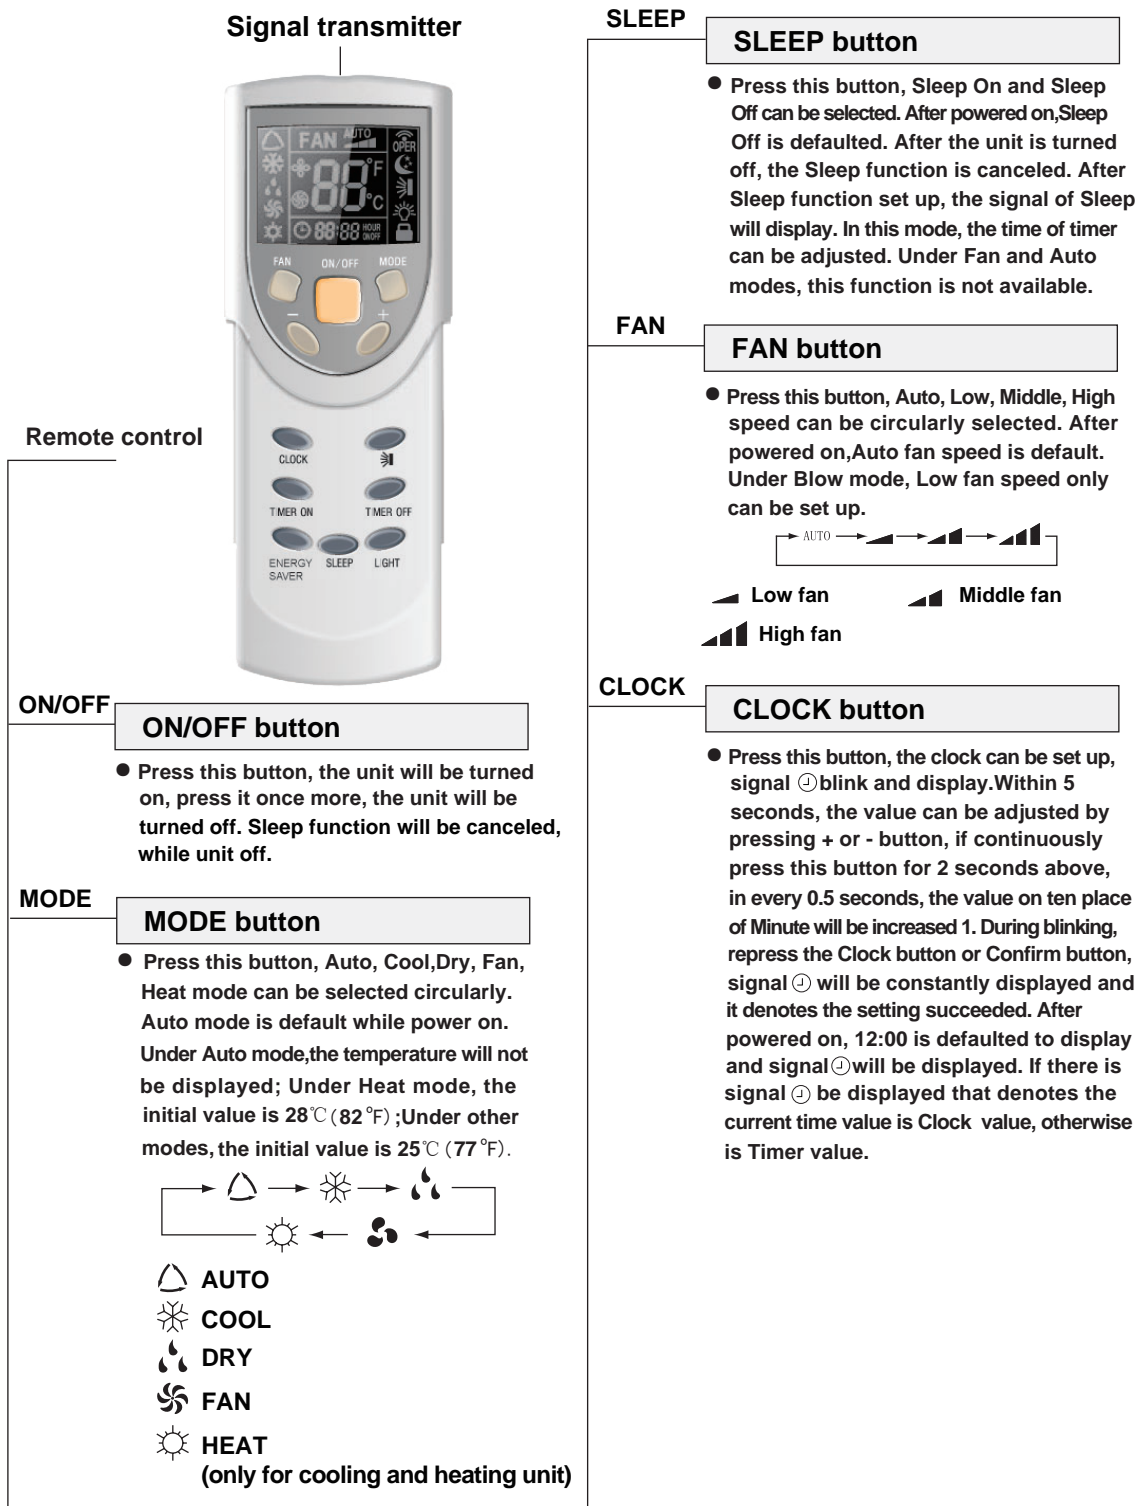 Signal transmitter
FAN AUTO
OPER
88 °F
°C
88:88 HOUR
ON/OFF
FAN ON/OFF MODE
- +
Remote control
CLOCK
TIMER ON TIMER OFF
ENERGY SLEEP LIGHT
SAVER
ON/OFF
ON/OFF button
● Press this button, the unit will be turned
on, press it once more, the unit will be
turned off. Sleep function will be canceled,
while unit off.
MODE
MODE button
● Press this button, Auto, Cool,Dry, Fan,
Heat mode can be selected circularly.
Auto mode is default while power on.
Under Auto mode,the temperature will not
be displayed; Under Heat mode, the
initial value is 28℃(82°F);Under other
modes, the initial value is 25℃(77°F).
AUTO
COOL
DRY
FAN
HEAT
(only for cooling and heating unit)
SLEEP
SLEEP button
● Press this button, Sleep On and Sleep
Off can be selected. After powered on,Sleep
Off is defaulted. After the unit is turned
off, the Sleep function is canceled. After
Sleep function set up, the signal of Sleep
will display. In this mode, the time of timer
can be adjusted. Under Fan and Auto
modes, this function is not available.
FAN
FAN button
● Press this button, Auto, Low, Middle, High
speed can be circularly selected. After
powered on,Auto fan speed is default.
Under Blow mode, Low fan speed only
can be set up.
AUTO
Low fan Middle fan
High fan
CLOCK
CLOCK button
● Press this button, the clock can be set up,
signal blink and display.Within 5
seconds, the value can be adjusted by
pressing + or - button, if continuously
press this button for 2 seconds above,
in every 0.5 seconds, the value on ten place
of Minute will be increased 1. During blinking,
repress the Clock button or Confirm button,
signal will be constantly displayed and
it denotes the setting succeeded. After
powered on, 12:00 is defaulted to display
and signal will be displayed. If there is
signal be displayed that denotes the
current time value is Clock value, otherwise
is Timer value.